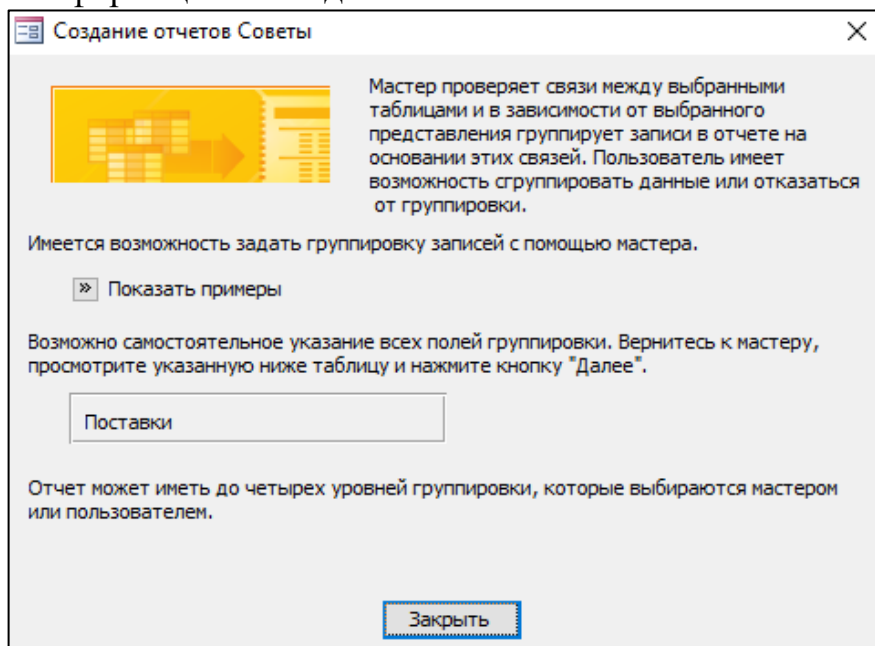 Создание отчетов Советы
Мастер проверяет связи между выбранными
таблицами и в зависимости от выбранного
представления группирует записи в отчете на
основании этих связей. Пользователь имеет
возможность сгруппировать данные или отказаться
от группировки.
Имеется возможность задать группировку записей с помощью мастера.
» Показать примеры
Возможно самостоятельное указание всех полей группировки. Вернитесь к мастеру,
просмотрите указанную ниже таблицу и нажмите кнопку "Далее".
Поставки
Отчет может иметь до четырех уровней группировки, которые выбираются мастером
или пользователем.
Закрыть